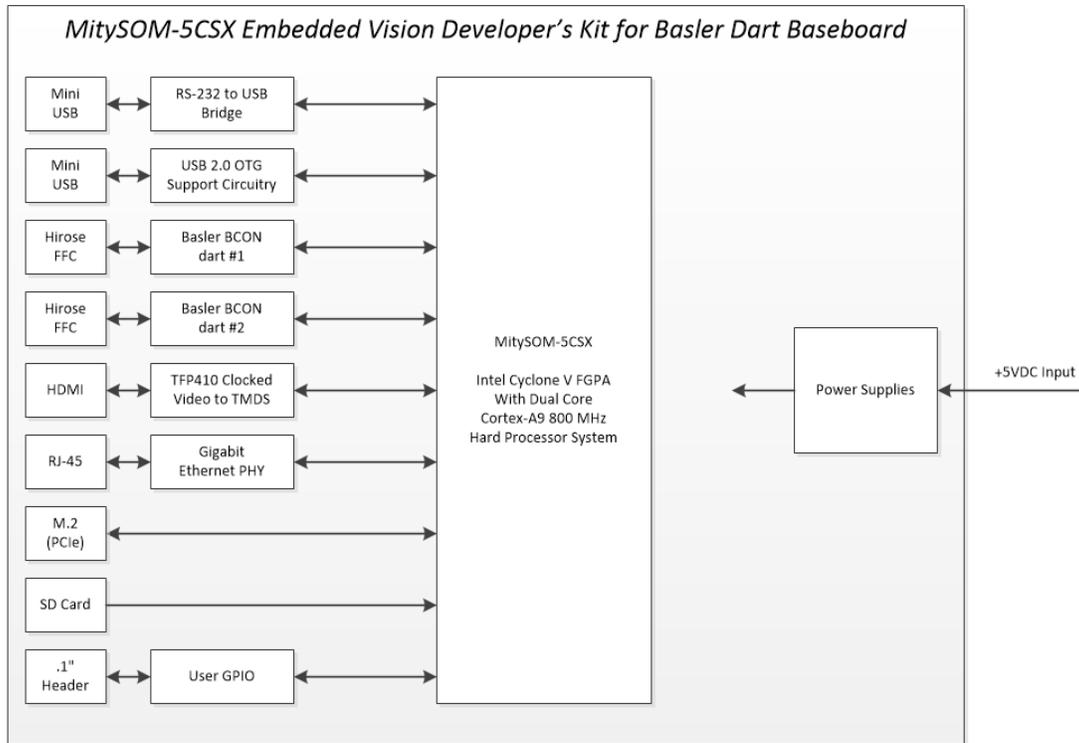 MitySOM-5CSX Embedded Vision Developer's Kit for Basler Dart Baseboard
Mini
USB
RS-232 to USB
Bridge
Mini
USB
USB 2.0 OTG
Support Circuitry
Hirose
FFC
Basler BCON
dart #1
Hirose
FFC
Basler BCON
dart #2
HDMI
TFP410 Clocked
Video to TMDS
RJ-45
Gigabit
Ethernet PHY
M.2
(PCIe)
SD Card
.1"
Header
User GPIO
MitySOM-5CSX
Intel Cyclone V FGPA
With Dual Core
Cortex-A9 800 MHz
Hard Processor System
Power Supplies
+5VDC Input